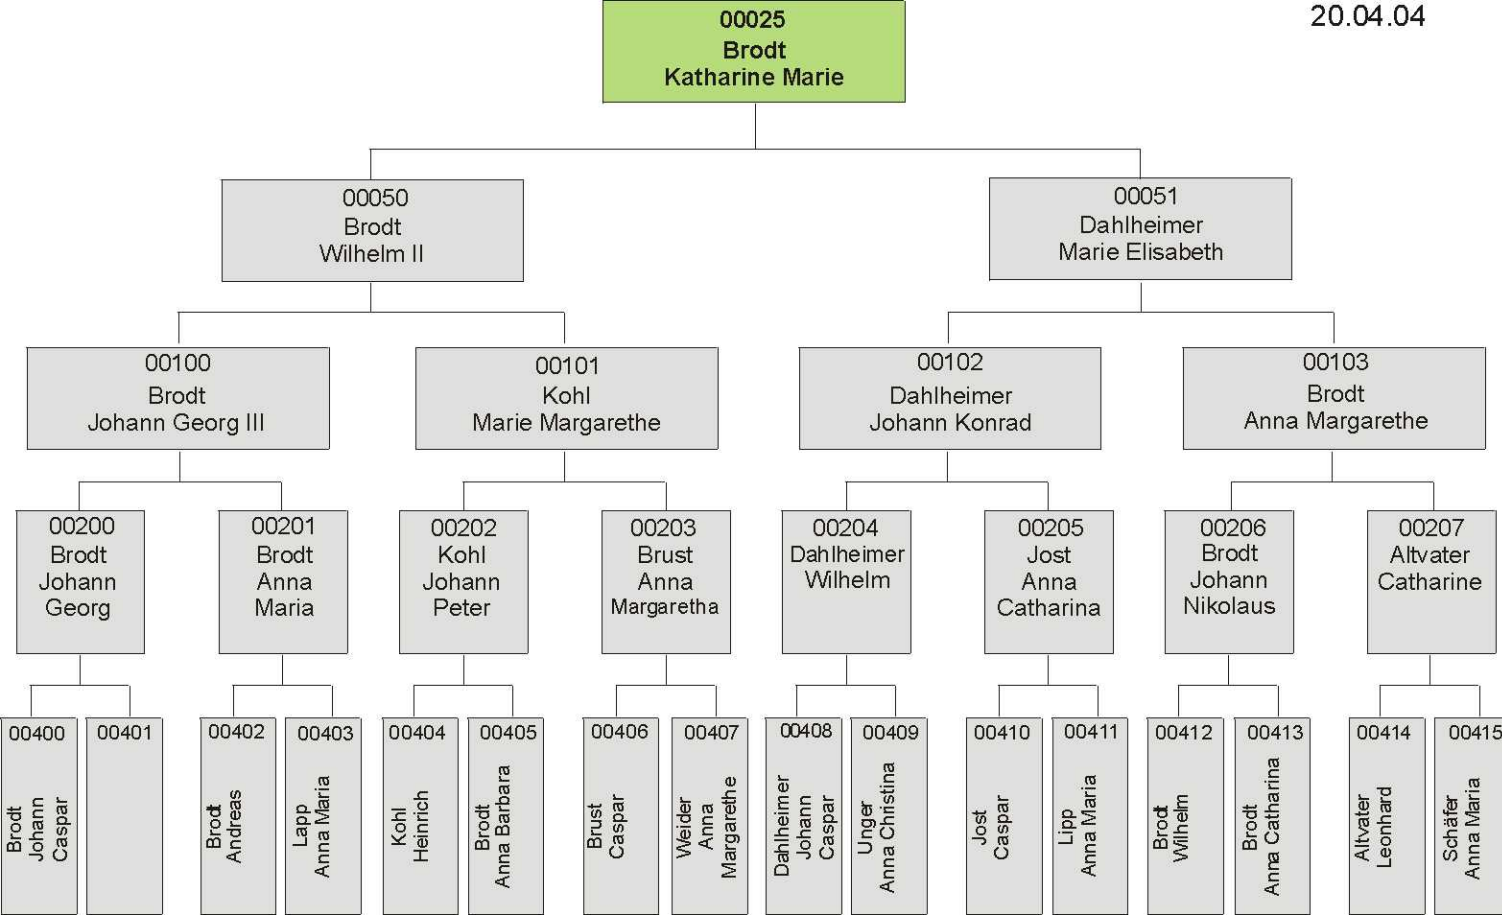 20.04.04
00025
Brodt
Katharine Marie
00050
Brodt
Wilhelm II
00051
Dahlheimer
Marie Elisabeth
00100
Brodt
Johann Georg III
00101
Kohl
Marie Margarethe
00102
Dahlheimer
Johann Konrad
00103
Brodt
Anna Margarethe
00200
Brodt
Johann
Georg
00201
Brodt
Anna
Maria
00202
Kohl
Johann
Peter
00203
Brust
Anna
Margaretha
00204
Dahlheimer
Wilhelm
00205
Jost
Anna
Catharina
00206
Brodt
Johann
Nikolaus
00207
Altvater
Catharine
00400
Brodt
Johann
Caspar
00401
00402
Brodt
Andreas
00403
Lapp
Anna Maria
00404
Kohl
Heinrich
00405
Brodt
Anna Barbara
00406
Brust
Caspar
00407
Weider
Anna
Margarethe
00408
Dahlheimer
Johann
Caspar
00409
Unger
Anna Christina
00410
Jost
Caspar
00411
Lipp
Anna Maria
00412
Brodt
Wilhelm
00413
Brodt
Anna Catharina
00414
Altvater
Leonhard
00415
Schäfer
Anna Maria